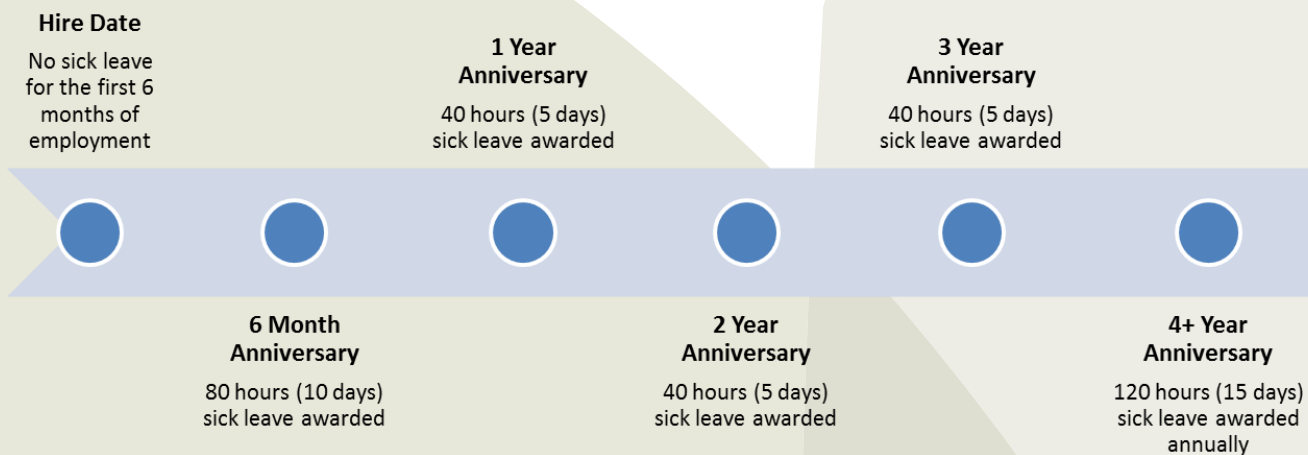 Hire Date
No sick leave
for the first 6
months of
employment
6 Month
Anniversary
80 hours (10 days)
sick leave awarded
1 Year
Anniversary
40 hours (5 days)
sick leave awarded
2 Year
Anniversary
40 hours (5 days)
sick leave awarded
3 Year
Anniversary
40 hours (5 days)
sick leave awarded
4+ Year
Anniversary
120 hours (15 days)
sick leave awarded
annually